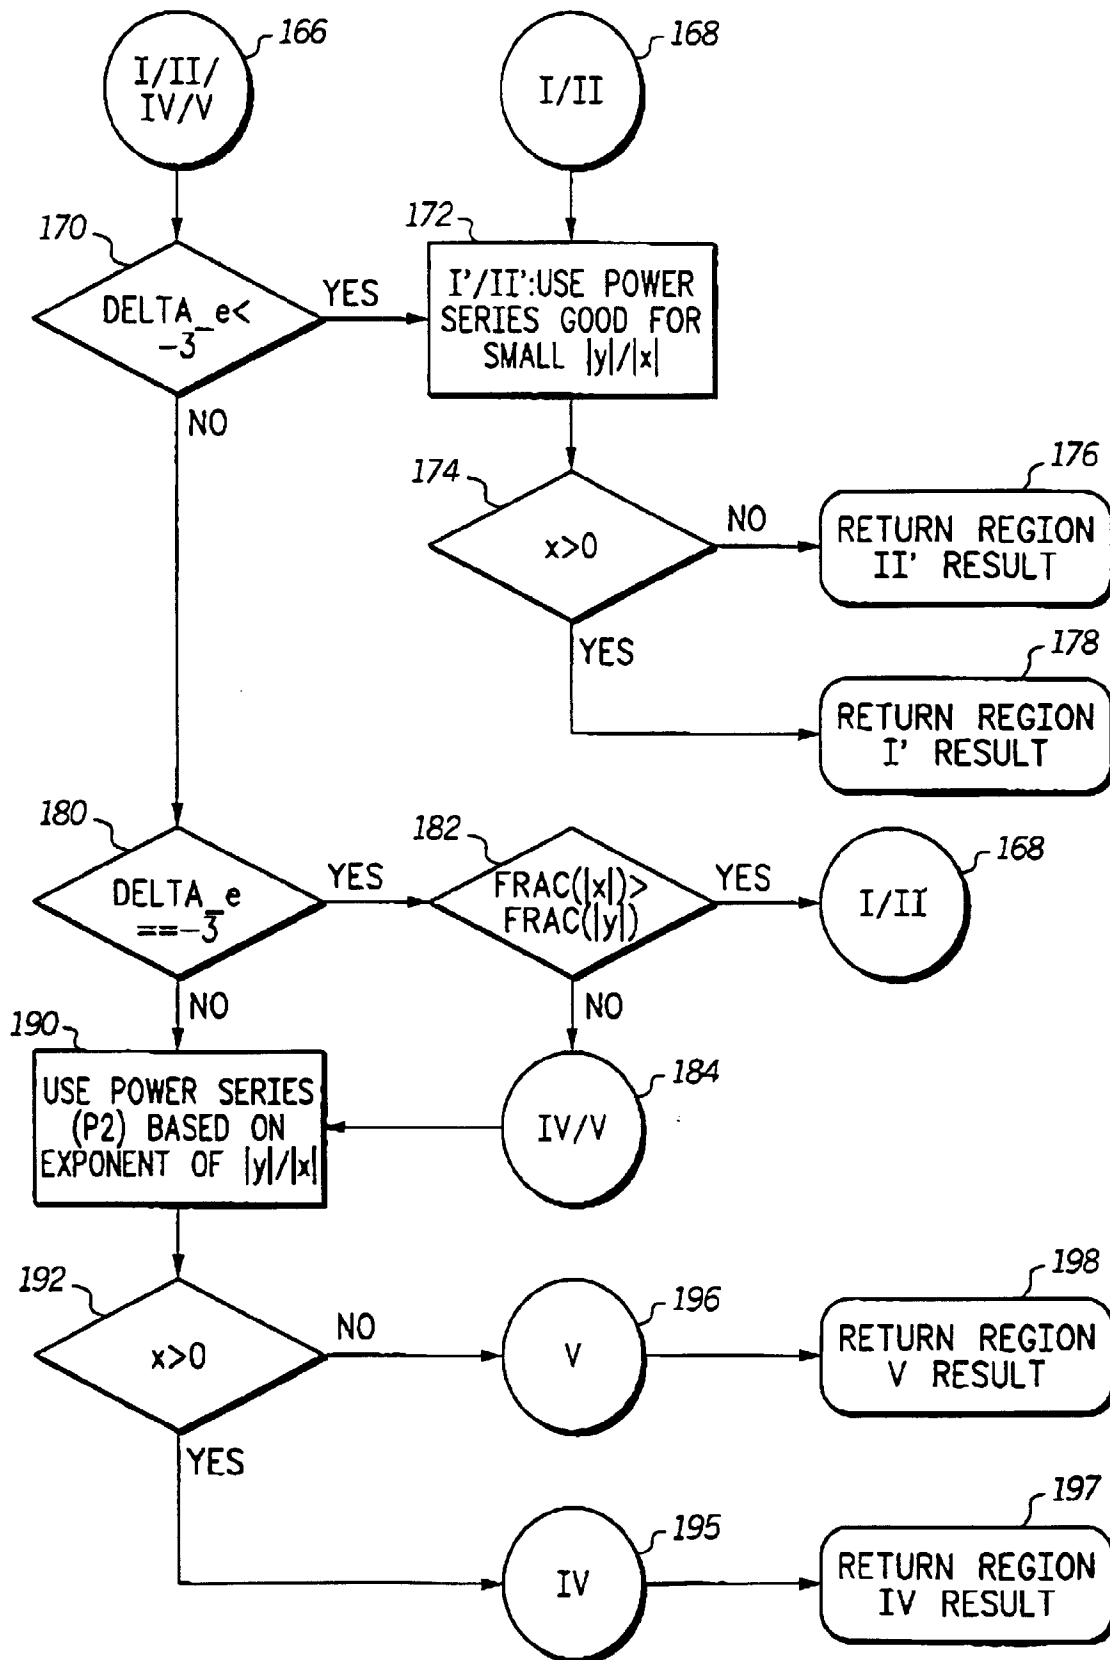 166
I/II/
IV/V
168
I/II
170
DELTA_e<
-3
YES
NO
172
I'/II':USE POWER
SERIES GOOD FOR
SMALL |y|/|x|
174
x>0
NO
YES
176
RETURN REGION
II' RESULT
178
RETURN REGION
I' RESULT
180
DELTA_e
==-3
YES
NO
182
FRAC(|x|)>
FRAC(|y|)
YES
NO
168
I/II
184
IV/V
190
USE POWER SERIES
(P2) BASED ON
EXPONENT OF |y|/|x|
192
x>0
NO
YES
196
V
198
RETURN REGION
V RESULT
195
IV
197
RETURN REGION
IV RESULT